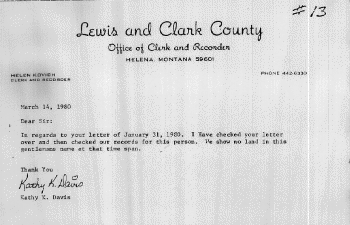 #13
Lewis and Clark County
Office of Clerk and Recorder
HELENA, MONTANA 59601
HELEN KOVICH
CLERK AND RECORDER
PHONE 442-6330
March 14, 1980
Dear Sir:
In regards to your letter of January 31, 1980. I Have checked your letter
over and then checked our records for this person. We show no land in this
gentlemans name at that time span.
Thank You
Kathy K. Davis
Kathy K. Davis